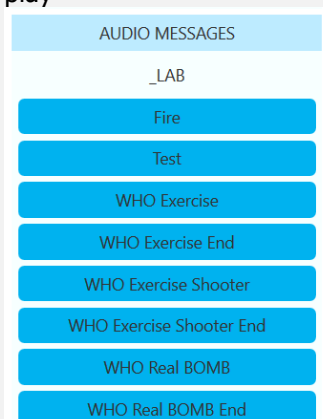 play
AUDIO MESSAGES
_LAB
Fire
Test
WHO Exercise
WHO Exercise End
WHO Exercise Shooter
WHO Exercise Shooter End
WHO Real BOMB
WHO Real BOMB End